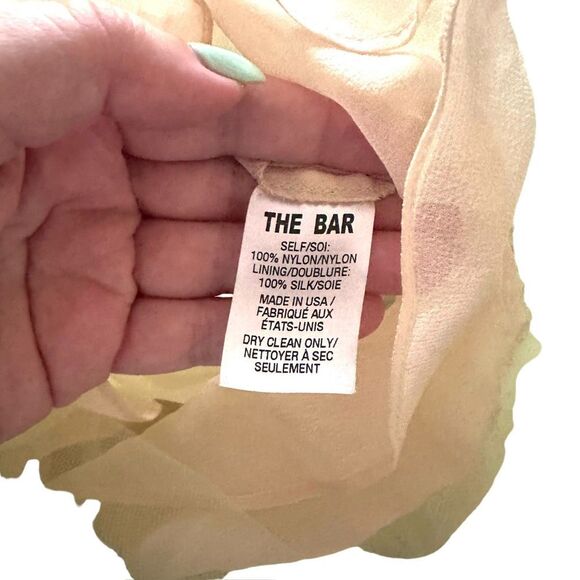 THE BAR
SELF/SOI:
100% NYLON/NYLON
LINING/DOUBLURE:
100% SILK/SOIE
MADE IN USA/
FABRIQUÉ AUX
ÉTATS-UNIS
DRY CLEAN ONLY/
NETTOYER À SEC
SEULEMENT